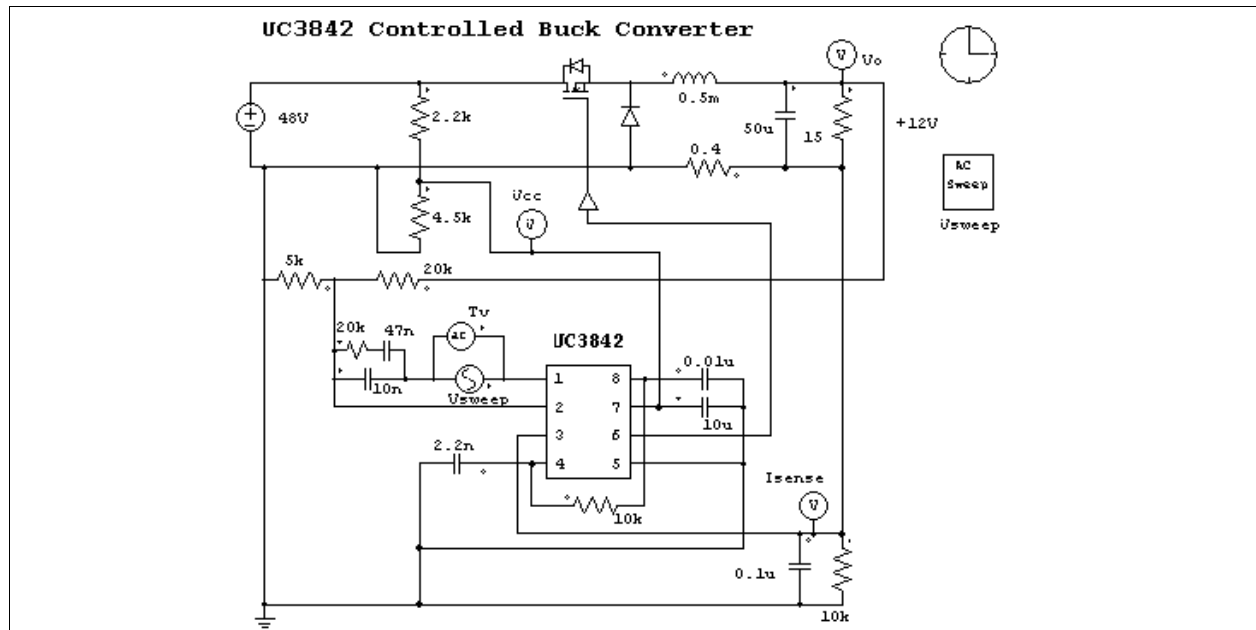 UC3842 Controlled Buck Converter
V
Vo
48V
2.2k
0.5m
50u
15
+12V
0.4
AC
Sweep
Vsweep
4.5k
Vcc
V
5k
20k
Tv
ac
20k
47n
10n
Vsweep
UC3842
1
8
0.01u
2
7
10u
3
6
4
5
2.2n
10k
Isense
V
0.1u
10k